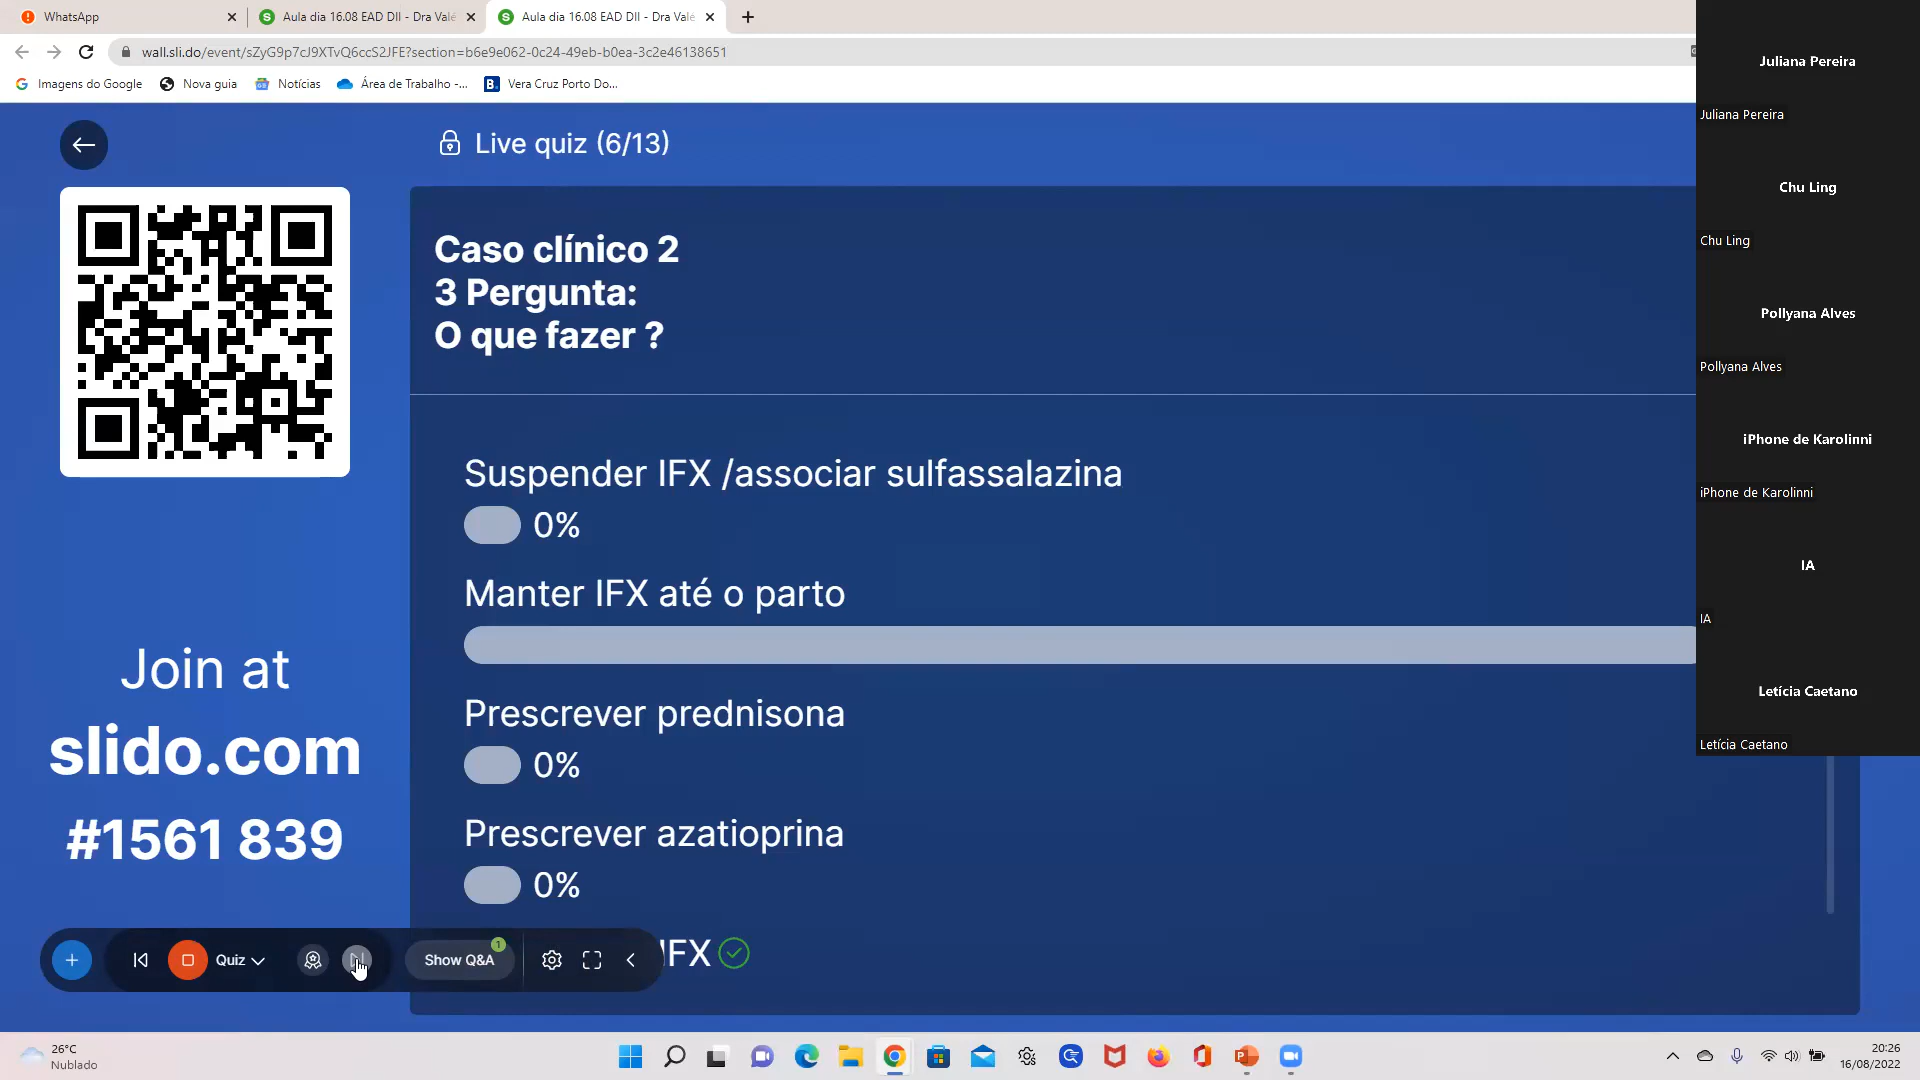 WhatsApp
Aula dia 16.08 EAD DII - Dra Valé
Aula dia 16.08 EAD DII - Dra Valé
wall.sli.do/event/sZyG9p7cJ9XTvQ6ccS2JFE?section=b6e9e062-0c24-49eb-b0ea-3c2e46138651
Imagens do Google
Nova guia
Notícias
Área de Trabalho -...
Vera Cruz Porto Do...
Live quiz (6/13)
Caso clínico 2
3 Pergunta:
O que fazer ?
Suspender IFX /associar sulfassalazina
0%
Manter IFX até o parto
Prescrever prednisona
0%
Prescrever azatioprina
0%
IFX
Join at
slido.com
#1561 839
Quiz
Show Q&A
1
Juliana Pereira
Juliana Pereira
Chu Ling
Chu Ling
Pollyana Alves
Pollyana Alves
iPhone de Karolinni
iPhone de Karolinni
IA
IA
Letícia Caetano
Letícia Caetano
26°C
Nublado
20:26
16/08/2022